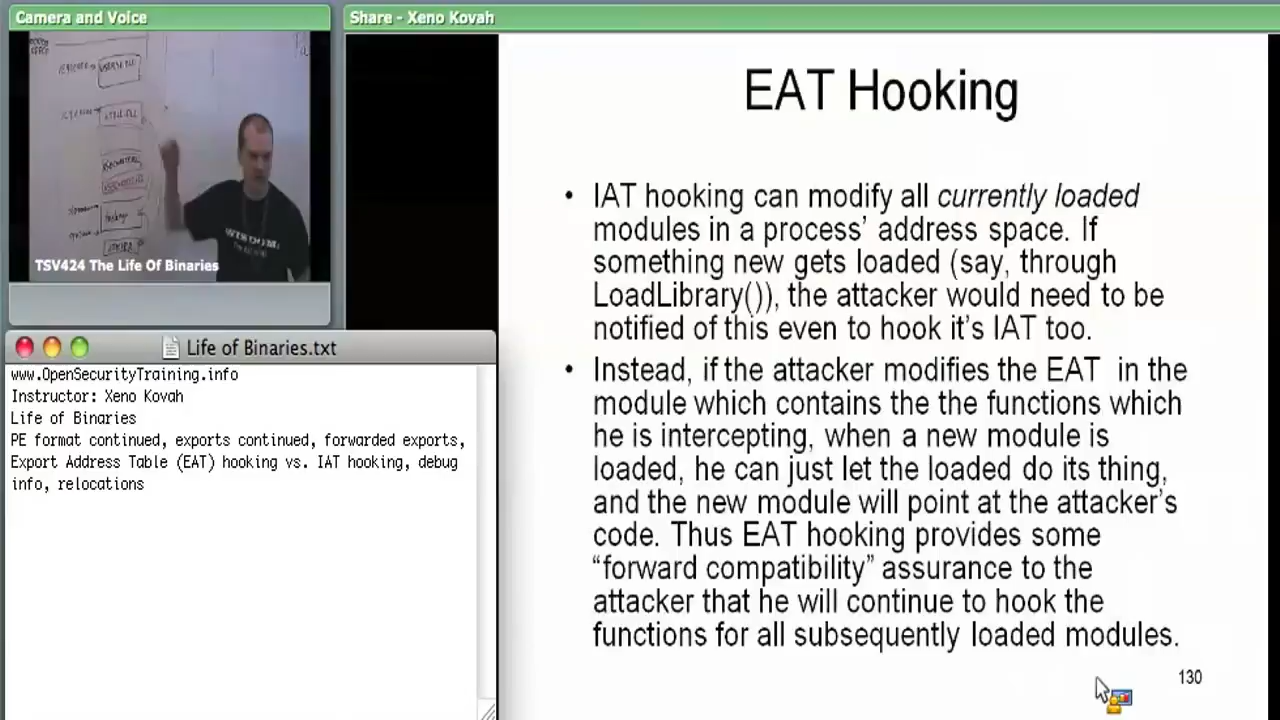 Camera and Voice
Share - Xeno Kovah
TSV424 The Life Of Binaries
Life of Binaries.txt
www.OpenSecurityTraining.info
Instructor: Xeno Kovah
Life of Binaries
PE format continued, exports continued, forwarded exports,
Export Address Table (EAT) hooking vs. IAT hooking, debug
info, relocations
EAT Hooking
• IAT hooking can modify all currently loaded
modules in a process’ address space. If
something new gets loaded (say, through
LoadLibrary()), the attacker would need to be
notified of this even to hook it’s IAT too.
• Instead, if the attacker modifies the EAT in the
module which contains the the functions which
he is intercepting, when a new module is
loaded, he can just let the loaded do its thing,
and the new module will point at the attacker’s
code. Thus EAT hooking provides some
“forward compatibility” assurance to the
attacker that he will continue to hook the
functions for all subsequently loaded modules.
130